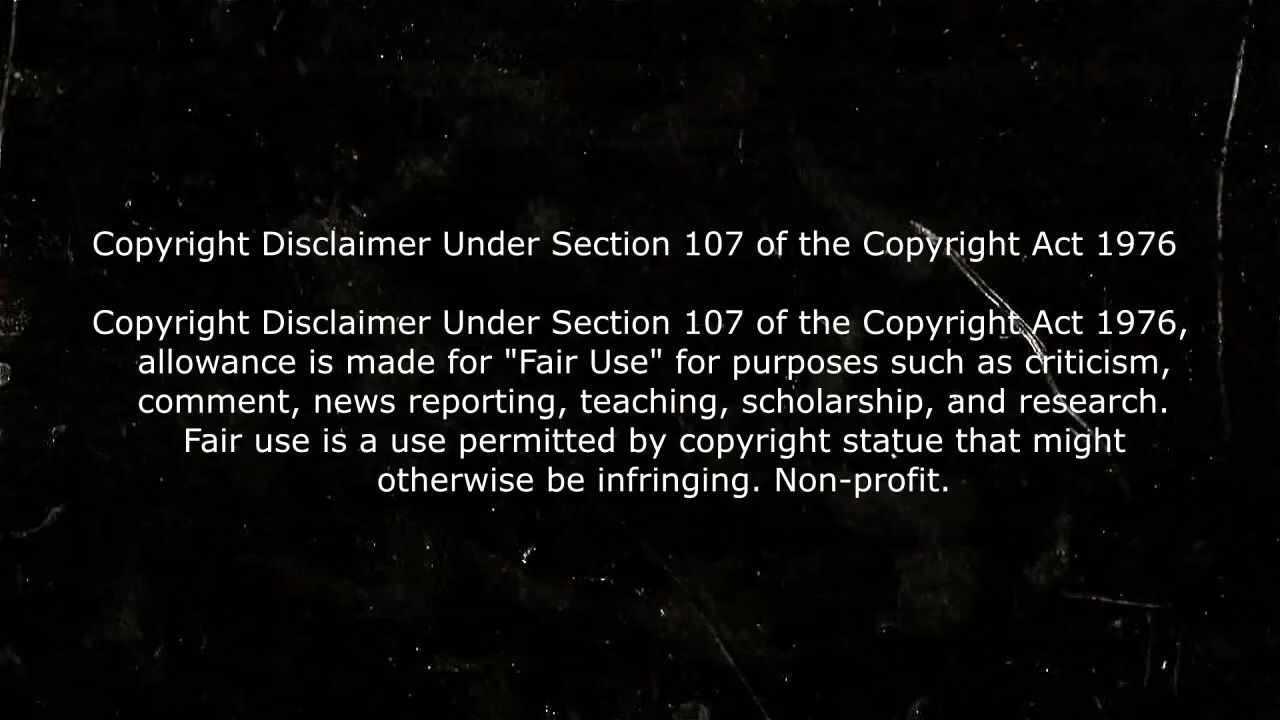 Copyright Disclaimer Under Section 107 of the Copyright Act 1976
Copyright Disclaimer Under Section 107 of the Copyright Act 1976,
allowance is made for "Fair Use" for purposes such as criticism,
comment, news reporting, teaching, scholarship, and research.
Fair use is a use permitted by copyright statue that might
otherwise be infringing. Non-profit.